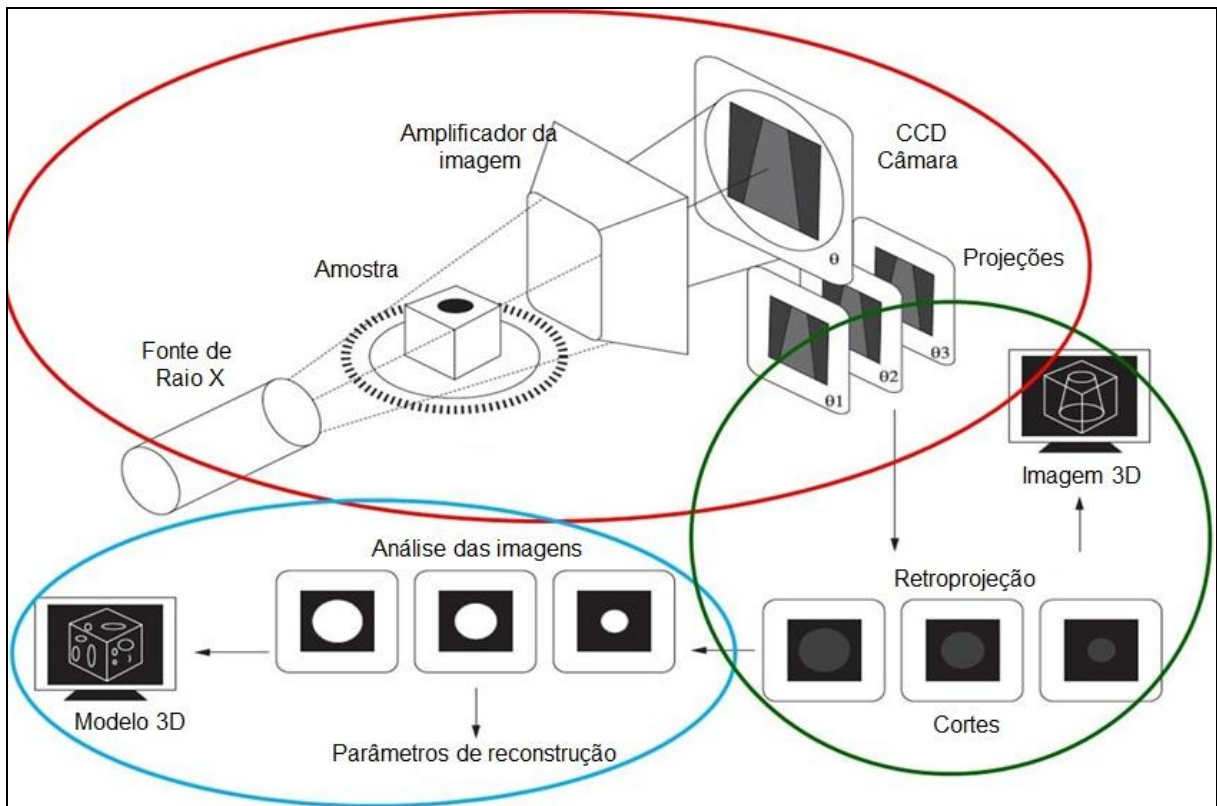 Amplificador da
imagem
CCD
Câmara
θ
Projeções
Amostra
θ1
θ2
θ3
Fonte de
Raio X
Imagem 3D
Análise das imagens
Retroprojeção
Modelo 3D
Cortes
Parâmetros de reconstrução